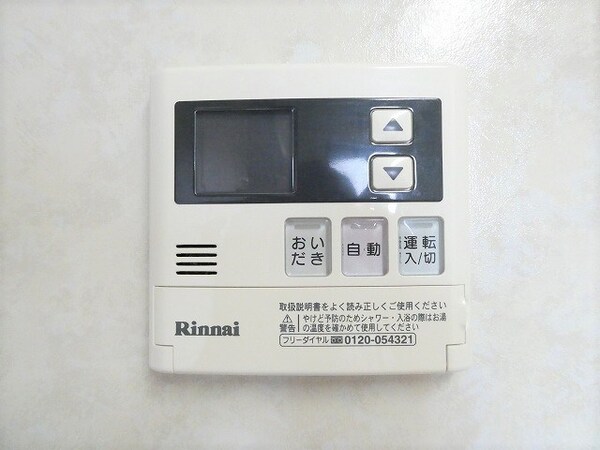 おい
だき
自動
運転
入/切
取扱説明書をよく読み正しくご使用ください
⚠ やけど予防のためシャワー・入浴の際はお湯
警告 の温度を確かめて使用してください
Rinnai
フリーダイヤル 0120-054321